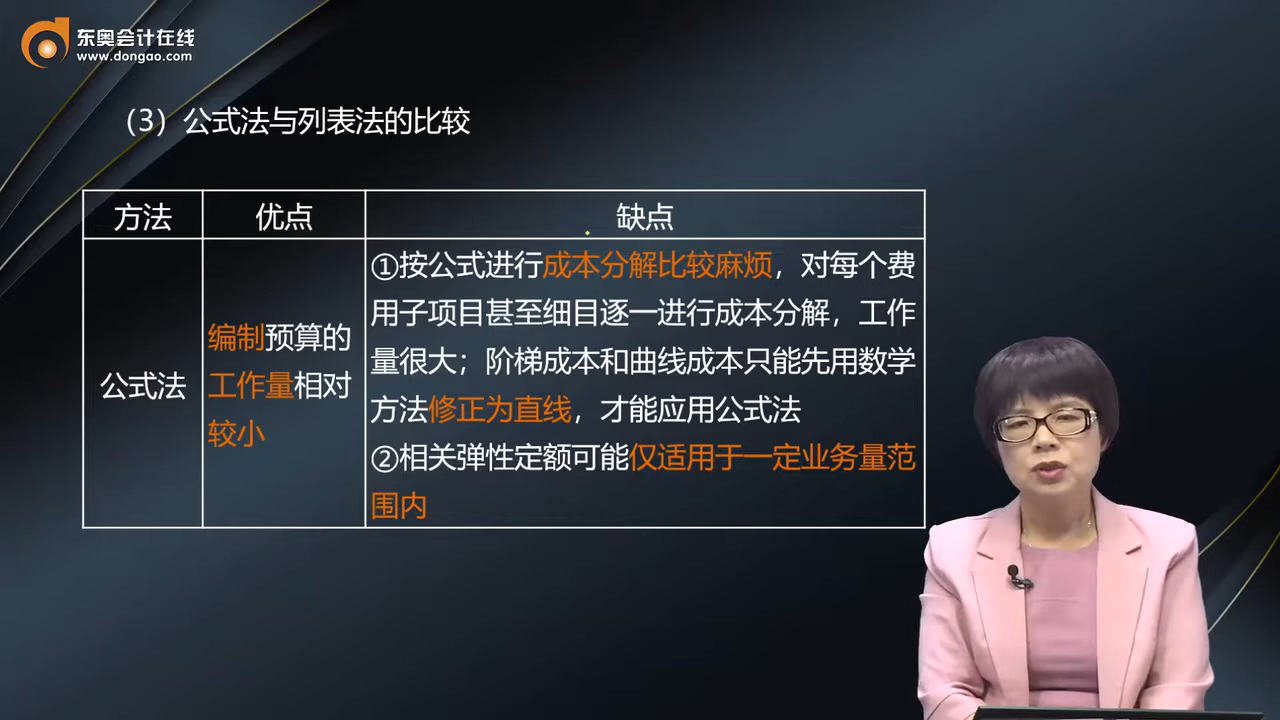 东奥会计在线
www.dongao.com
（3）公式法与列表法的比较
方法 优点 缺点
公式法
编制预算的
工作量相对
较小
①按公式进行成本分解比较麻烦，对每个费
用子项目甚至细目逐一进行成本分解，工作
量很大；阶梯成本和曲线成本只能先用数学
方法修正为直线，才能应用公式法
②相关弹性定额可能仅适用于一定业务量范
围内